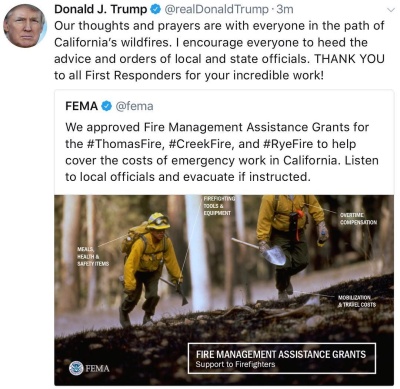 Donald J. Trump @realDonaldTrump · 3m
Our thoughts and prayers are with everyone in the path of
California's wildfires. I encourage everyone to heed the
advice and orders of local and state officials. THANK YOU
to all First Responders for your incredible work!
FEMA @fema
We approved Fire Management Assistance Grants for
the #ThomasFire, #CreekFire, and #RyeFire to help
cover the costs of emergency work in California. Listen
to local officials and evacuate if instructed.
FIREFIGHTING
TOOLS &
EQUIPMENT
OVERTIME
COMPENSATION
MEALS,
HEALTH &
SAFETY ITEMS
MOBILIZATION
& TRAVEL COSTS
FIRE MANAGEMENT ASSISTANCE GRANTS
Support to Firefighters
FEMA